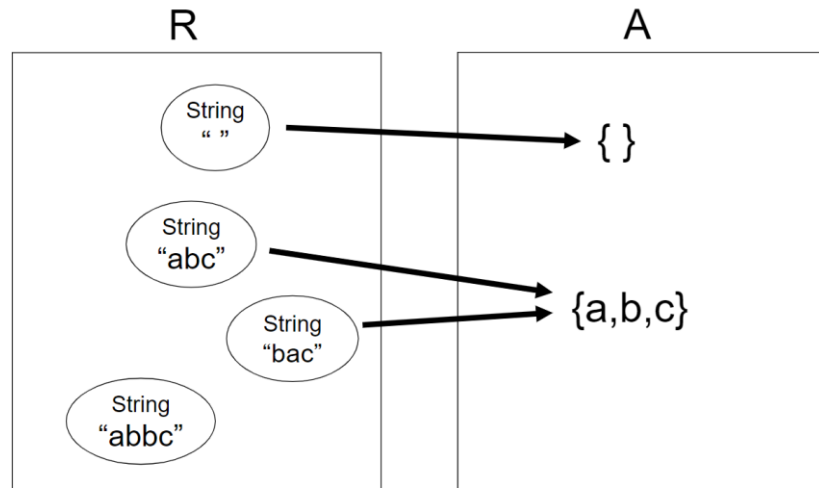 R
A
String
“ ”
{ }
String
“abc”
{a,b,c}
String
“bac”
String
“abbc”